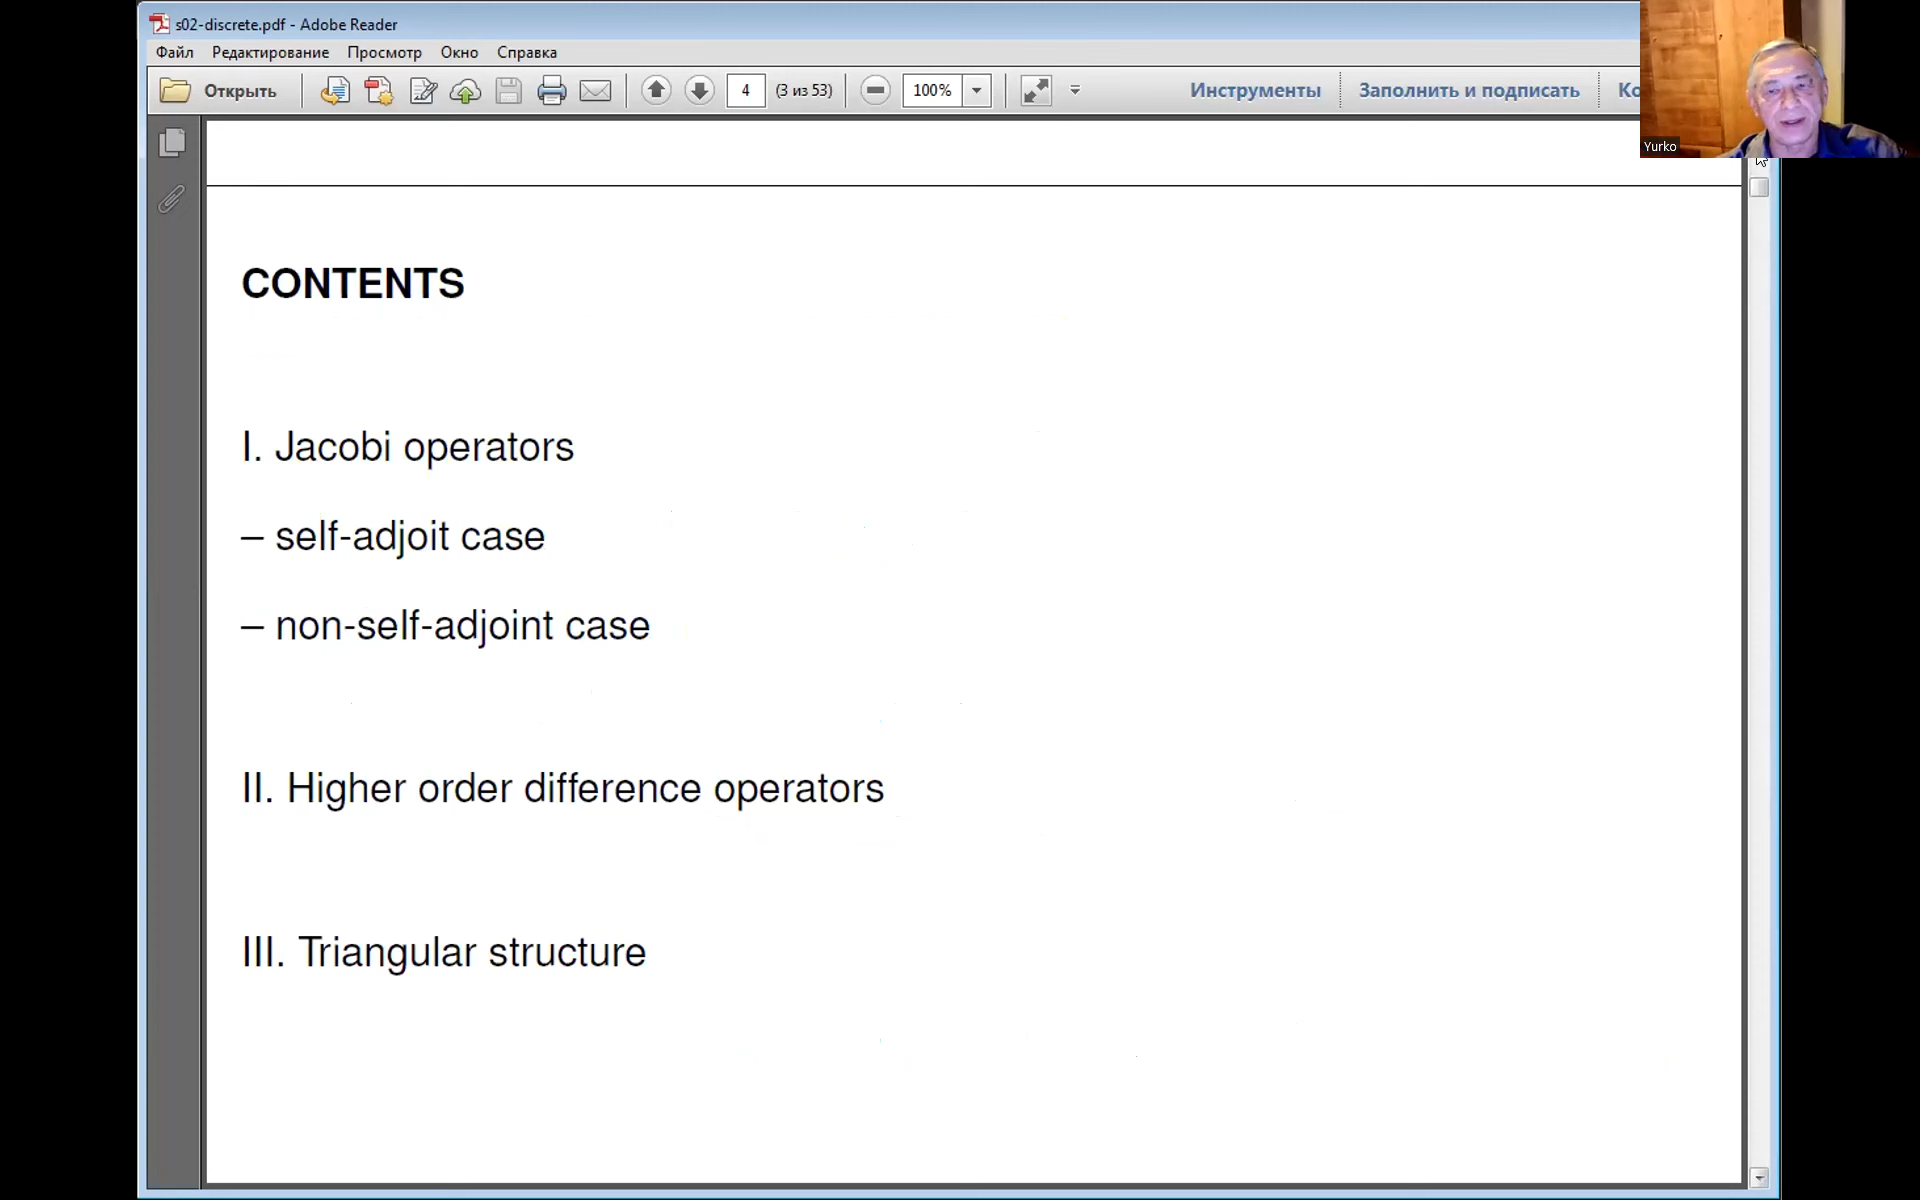 s02-discrete.pdf - Adobe Reader
Файл Редактирование Просмотр Окно Справка
Открыть 4 (3 из 53) 100% Инструменты Заполнить и подписать Ко
Yurko
CONTENTS
I. Jacobi operators
– self-adjoit case
– non-self-adjoint case
II. Higher order difference operators
III. Triangular structure